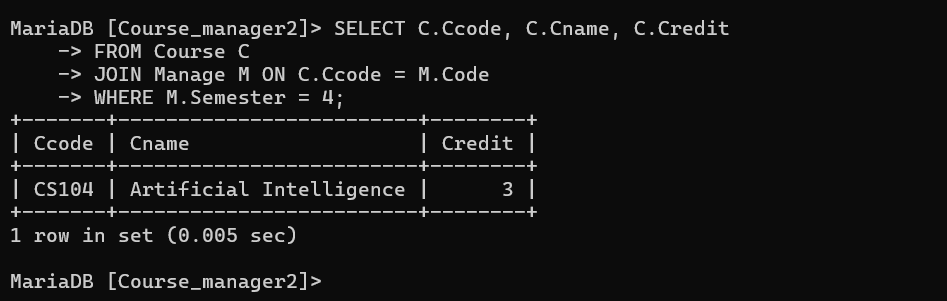 MariaDB [Course_manager2]> SELECT C.Ccode, C.Cname, C.Credit
    -> FROM Course C
    -> JOIN Manage M ON C.Ccode = M.Code
    -> WHERE M.Semester = 4;
+-------+-------------------------+--------+
| Ccode | Cname                   | Credit |
+-------+-------------------------+--------+
| CS104 | Artificial Intelligence |      3 |
+-------+-------------------------+--------+
1 row in set (0.005 sec)

MariaDB [Course_manager2]>